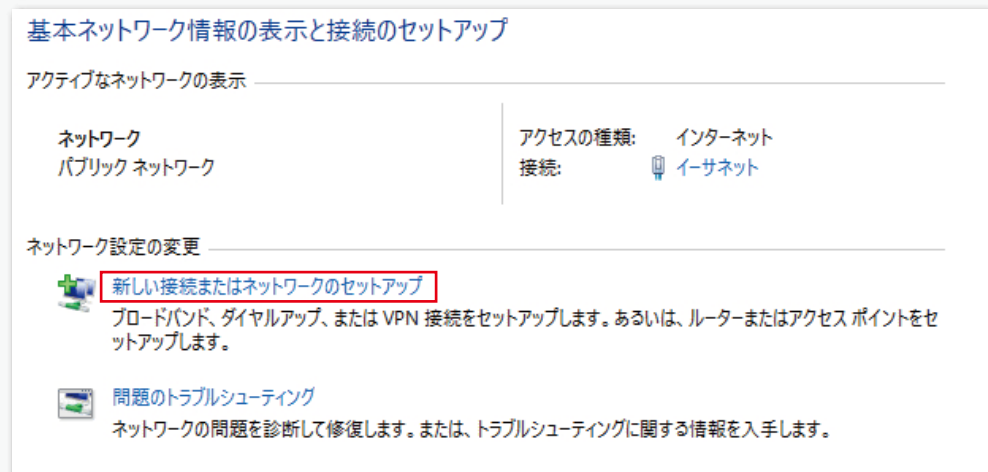 基本ネットワーク情報の表示と接続のセットアップ
アクティブなネットワークの表示
ネットワーク
パブリック ネットワーク
アクセスの種類: インターネット
接続: イーサネット
ネットワーク設定の変更
新しい接続またはネットワークのセットアップ
ブロードバンド、ダイヤルアップ、または VPN 接続をセットアップします。あるいは、ルーターまたはアクセス ポイントをセ
ットアップします。
問題のトラブルシューティング
ネットワークの問題を診断して修復します。または、トラブルシューティングに関する情報を入手します。